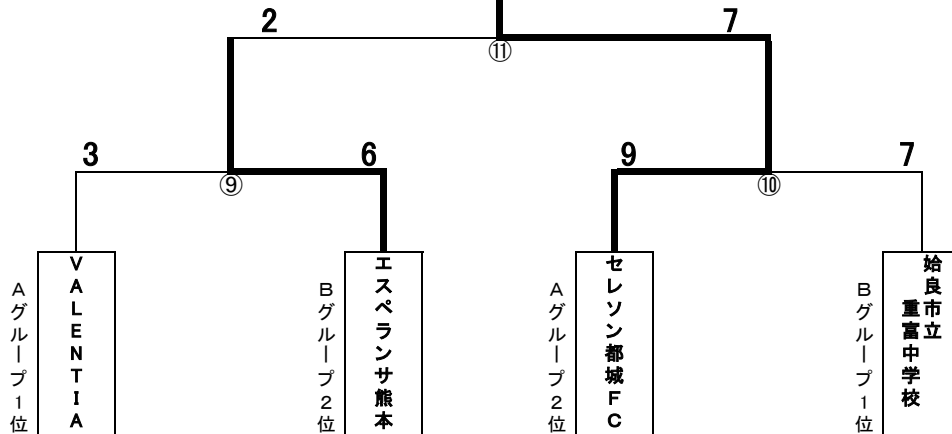 2
7
⑪
3
6
9
7
⑨
⑩
Aグループ1位
VALENTIA
Bグループ2位
エスペランサ熊本
Aグループ2位
セレソン都城FC
Bグループ1位
姶良市立
重富中学校